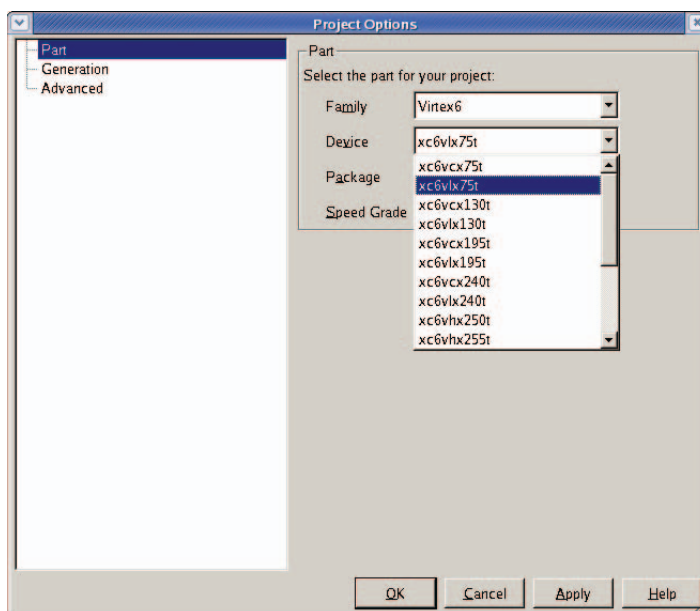 Project Options
Part
Generation
Advanced
Part
Select the part for your project:
Family Virtex6
Device xc6vlx75t
Package
Speed Grade
xc6vcx75t
xc6vlx75t
xc6vcx130t
xc6vlx130t
xc6vcx195t
xc6vlx195t
xc6vcx240t
xc6vlx240t
xc6vhx250t
xc6vhx255t
OK Cancel Apply Help